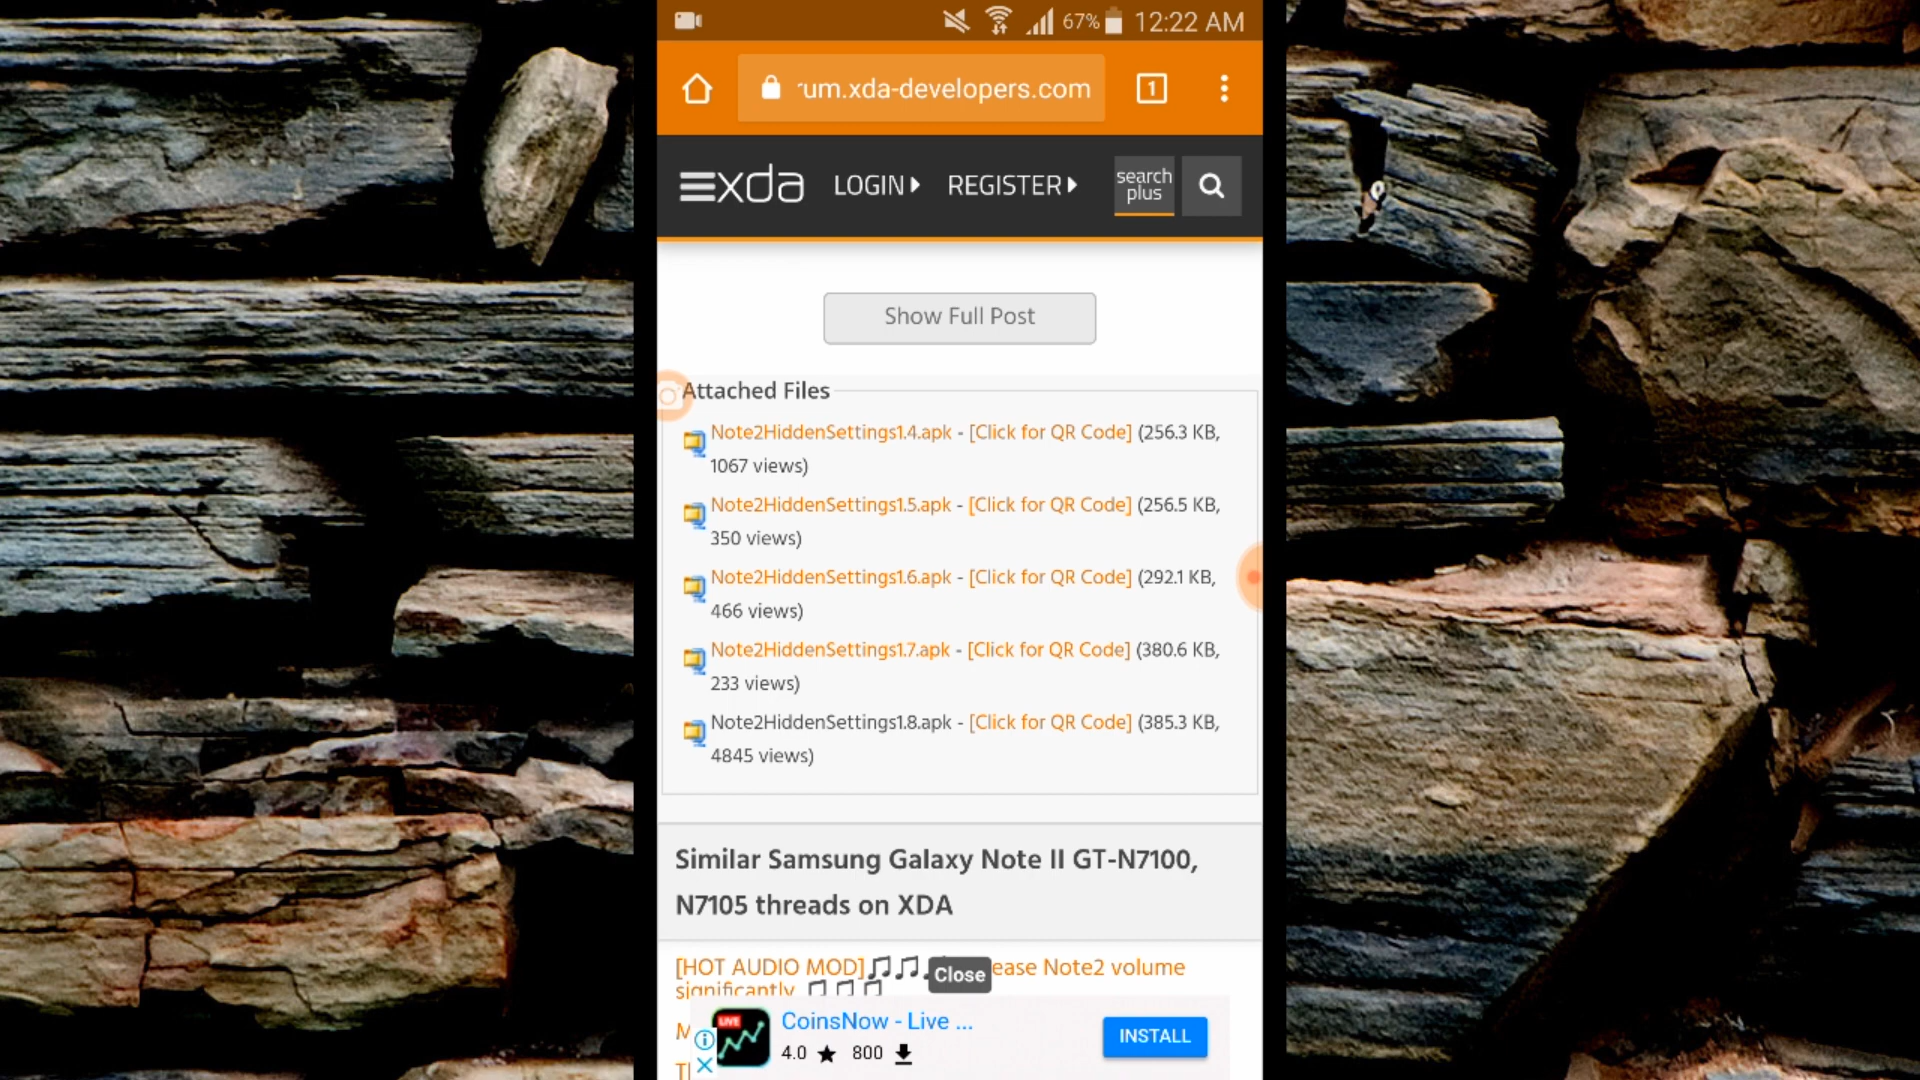 67% 12:22 AM
rum.xda-developers.com 1
xda LOGIN REGISTER search plus
Show Full Post
Attached Files
Note2HiddenSettings1.4.apk - [Click for QR Code] (256.3 KB,
1067 views)
Note2HiddenSettings1.5.apk - [Click for QR Code] (256.5 KB,
350 views)
Note2HiddenSettings1.6.apk - [Click for QR Code] (292.1 KB,
466 views)
Note2HiddenSettings1.7.apk - [Click for QR Code] (380.6 KB,
233 views)
Note2HiddenSettings1.8.apk - [Click for QR Code] (385.3 KB,
4845 views)
Similar Samsung Galaxy Note II GT-N7100,
N7105 threads on XDA
[HOT AUDIO MOD]🎵🎵 Close ease Note2 volume
significantly
LIVE CoinsNow - Live ...
4.0 ★ 800
INSTALL